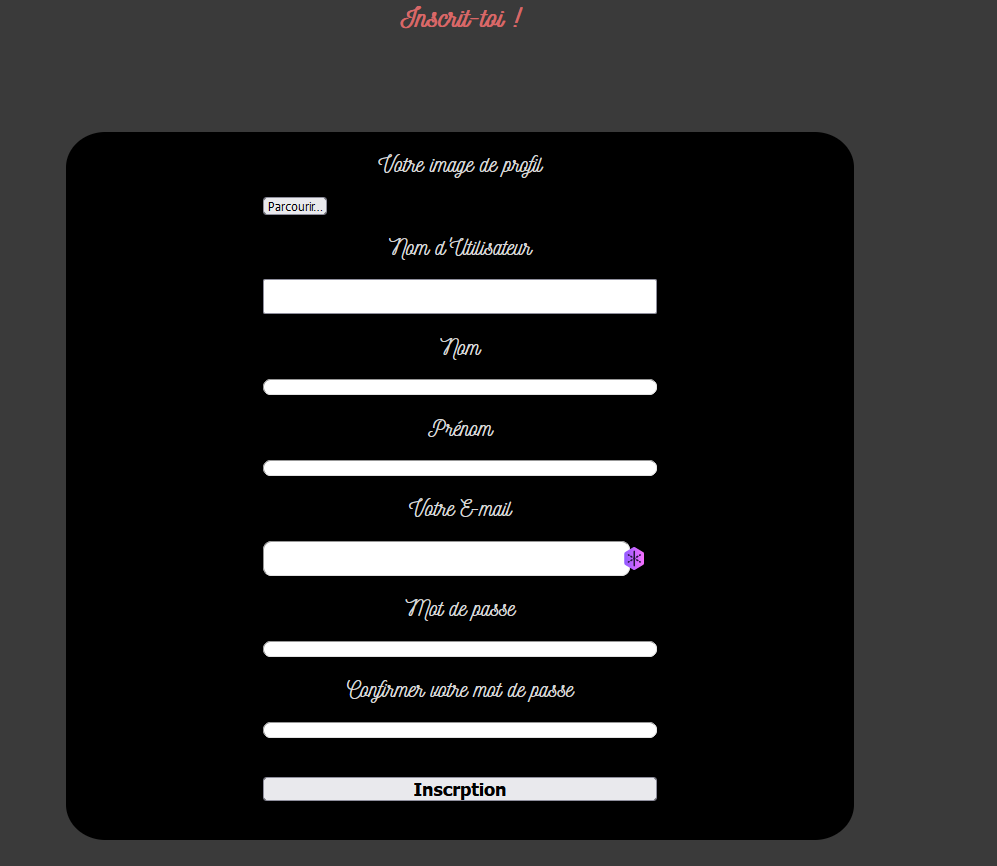 Inscrit-toi !
Votre image de profil
Parcourir...
Nom d'Utilisateur
Nom
Prénom
Votre E-mail
Mot de passe
Confirmer votre mot de passe
Inscrption